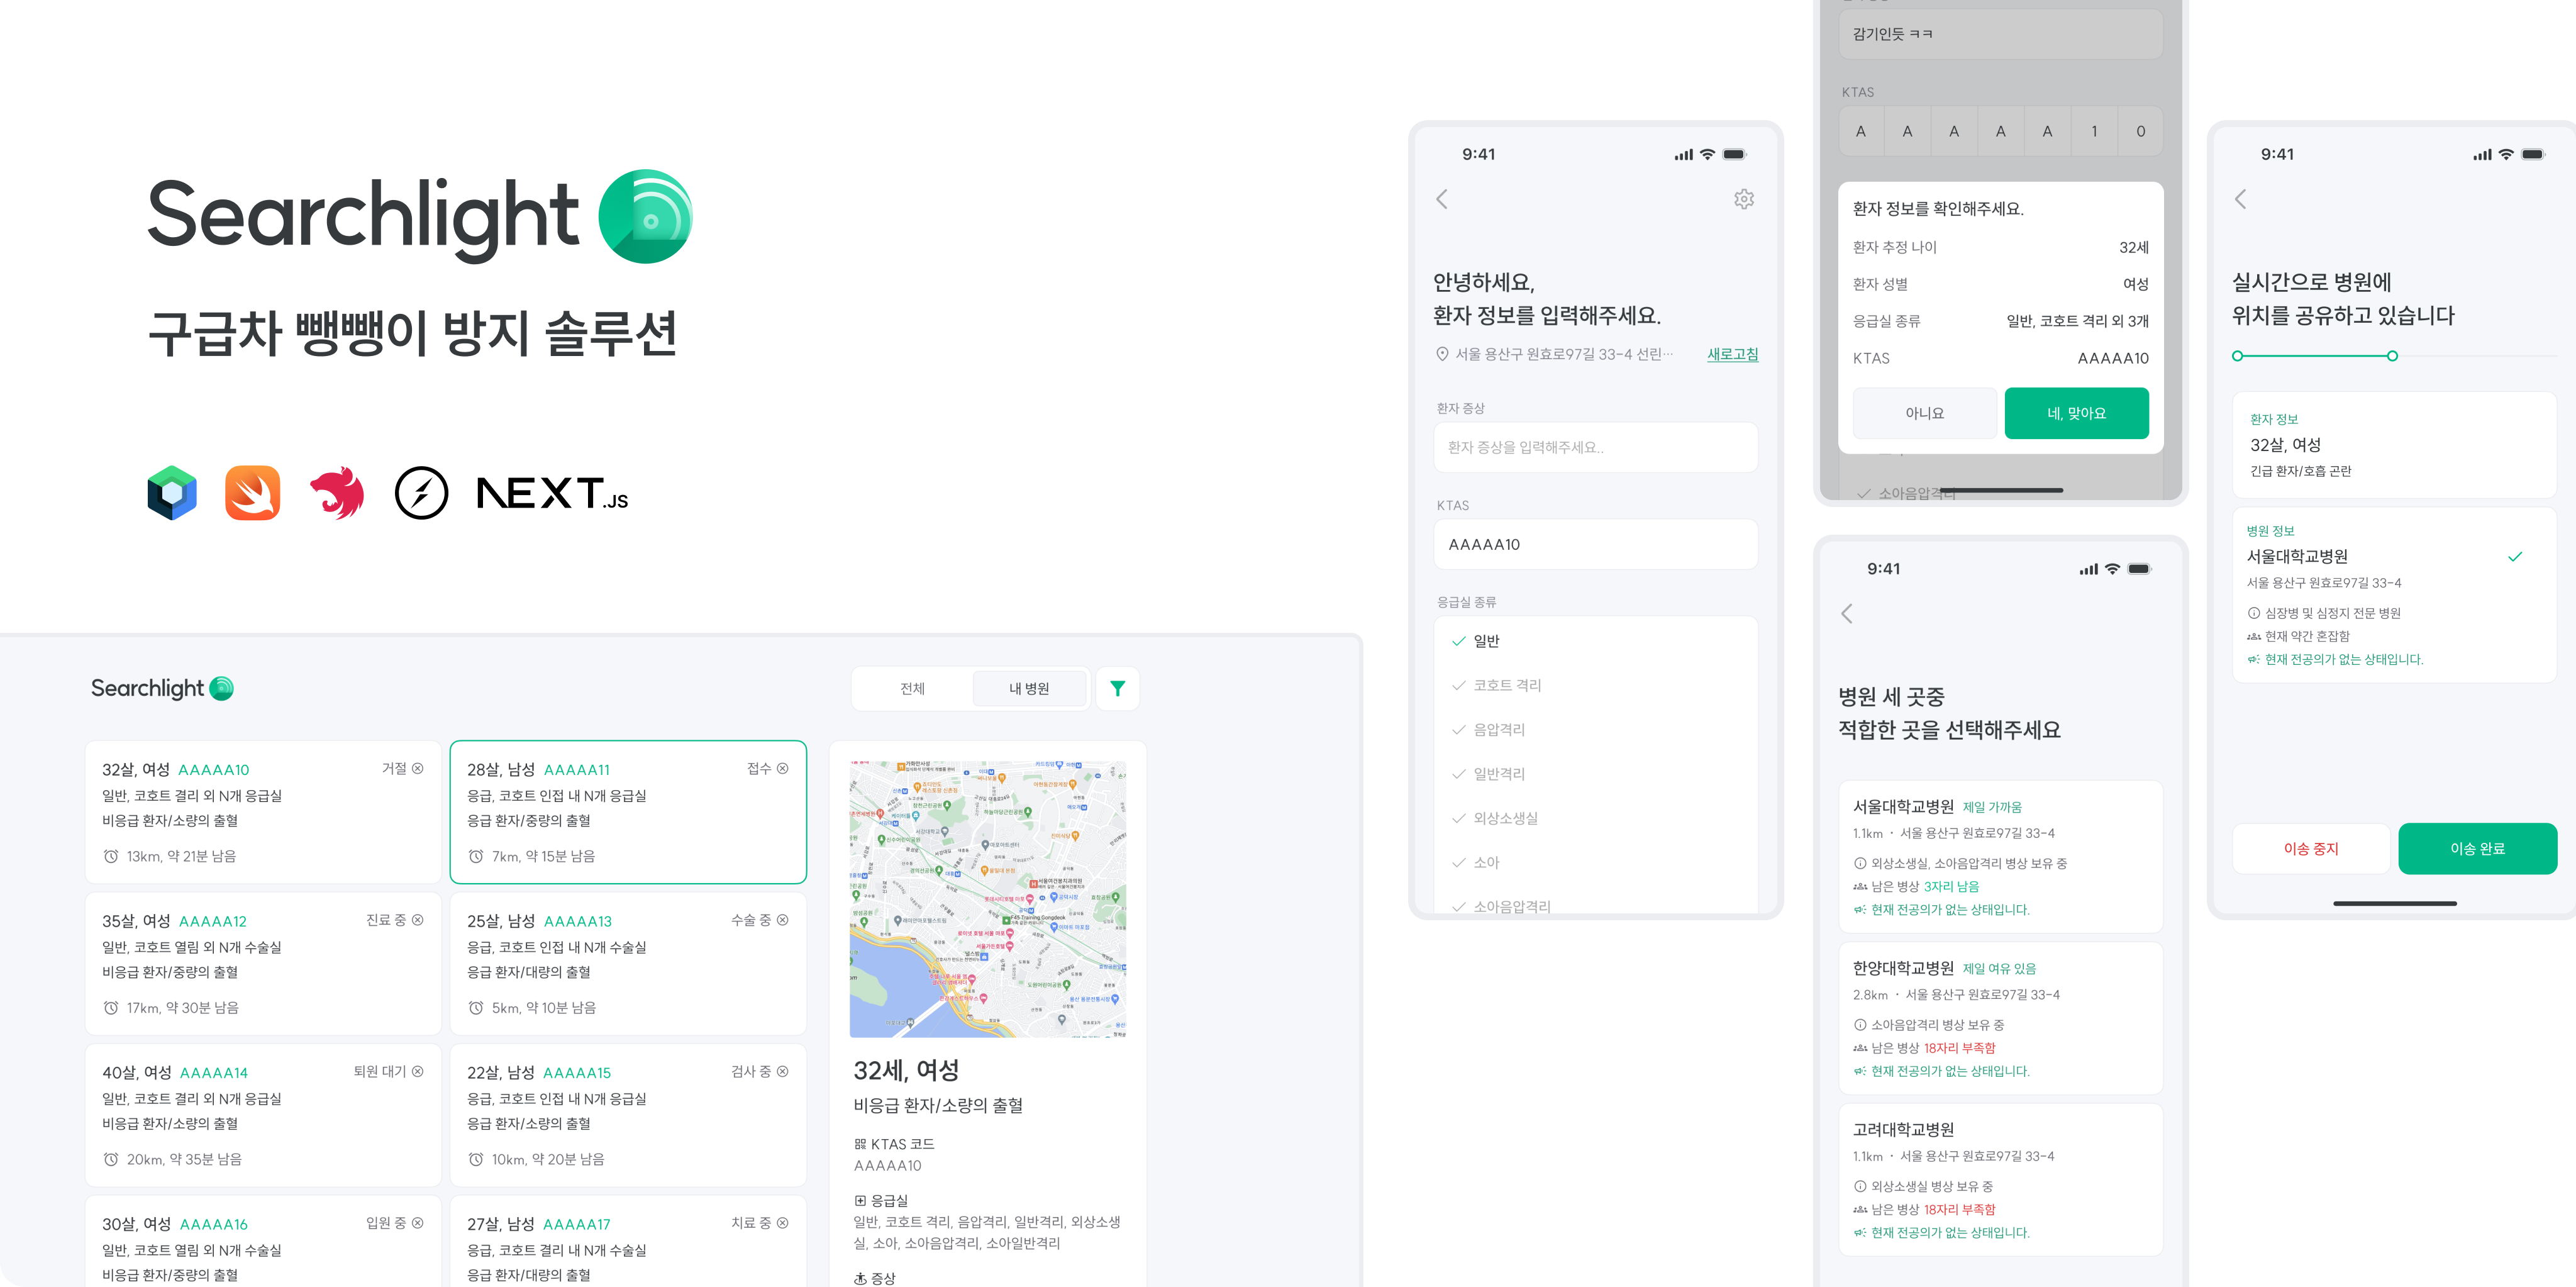 Searchlight
구급차 뺑뺑이 방지 솔루션
NEXT.JS
Searchlight
전체
내 병원
32살, 여성 AAAAA10 거절
일반, 코호트 결리 외 N개 응급실
비응급 환자/소량의 출혈
13km, 약 21분 남음
28살, 남성 AAAAA11 접수
응급, 코호트 인접 내 N개 응급실
응급 환자/중량의 출혈
7km, 약 15분 남음
35살, 여성 AAAAA12 진료 중
일반, 코호트 열림 외 N개 수술실
비응급 환자/중량의 출혈
17km, 약 30분 남음
25살, 남성 AAAAA13 수술 중
응급, 코호트 인접 내 N개 수술실
응급 환자/대량의 출혈
5km, 약 10분 남음
40살, 여성 AAAAA14 퇴원 대기
일반, 코호트 결리 외 N개 응급실
비응급 환자/소량의 출혈
20km, 약 35분 남음
22살, 남성 AAAAA15 검사 중
응급, 코호트 인접 내 N개 응급실
응급 환자/소량의 출혈
10km, 약 20분 남음
30살, 여성 AAAAA16 입원 중
일반, 코호트 열림 외 N개 수술실
비응급 환자/중량의 출혈
27살, 남성 AAAAA17 치료 중
응급, 코호트 결리 내 N개 수술실
응급 환자/대량의 출혈
32세, 여성
비응급 환자/소량의 출혈
KTAS 코드
AAAAA10
응급실
일반, 코호트 격리, 음압격리, 일반격리, 외상소생
실, 소아, 소아음압격리, 소아일반격리
증상
9:41
안녕하세요,
환자 정보를 입력해주세요.
서울 용산구 원효로97길 33-4 선린… 새로고침
환자 증상
환자 증상을 입력해주세요..
KTAS
AAAAA10
응급실 종류
일반
코호트 격리
음압격리
일반격리
외상소생실
소아
소아음압격리
감기인듯 ㅋㅋ
KTAS
A A A A A 1 0
환자 정보를 확인해주세요.
환자 추정 나이 32세
환자 성별 여성
응급실 종류 일반, 코호트 격리 외 3개
KTAS AAAAA10
아니요
네, 맞아요
소아음압격리
9:41
병원 세 곳중
적합한 곳을 선택해주세요
서울대학교병원 제일 가까움
1.1km · 서울 용산구 원효로97길 33-4
외상소생실, 소아음압격리 병상 보유 중
남은 병상 3자리 남음
현재 전공의가 없는 상태입니다.
한양대학교병원 제일 여유 있음
2.8km · 서울 용산구 원효로97길 33-4
소아음압격리 병상 보유 중
남은 병상 18자리 부족함
현재 전공의가 없는 상태입니다.
고려대학교병원
1.1km · 서울 용산구 원효로97길 33-4
외상소생실 병상 보유 중
남은 병상 18자리 부족함
현재 전공의가 없는 상태입니다.
9:41
실시간으로 병원에
위치를 공유하고 있습니다
환자 정보
32살, 여성
긴급 환자/호흡 곤란
병원 정보
서울대학교병원
서울 용산구 원효로97길 33-4
심장병 및 심정지 전문 병원
현재 약간 혼잡함
현재 전공의가 없는 상태입니다.
이송 중지
이송 완료